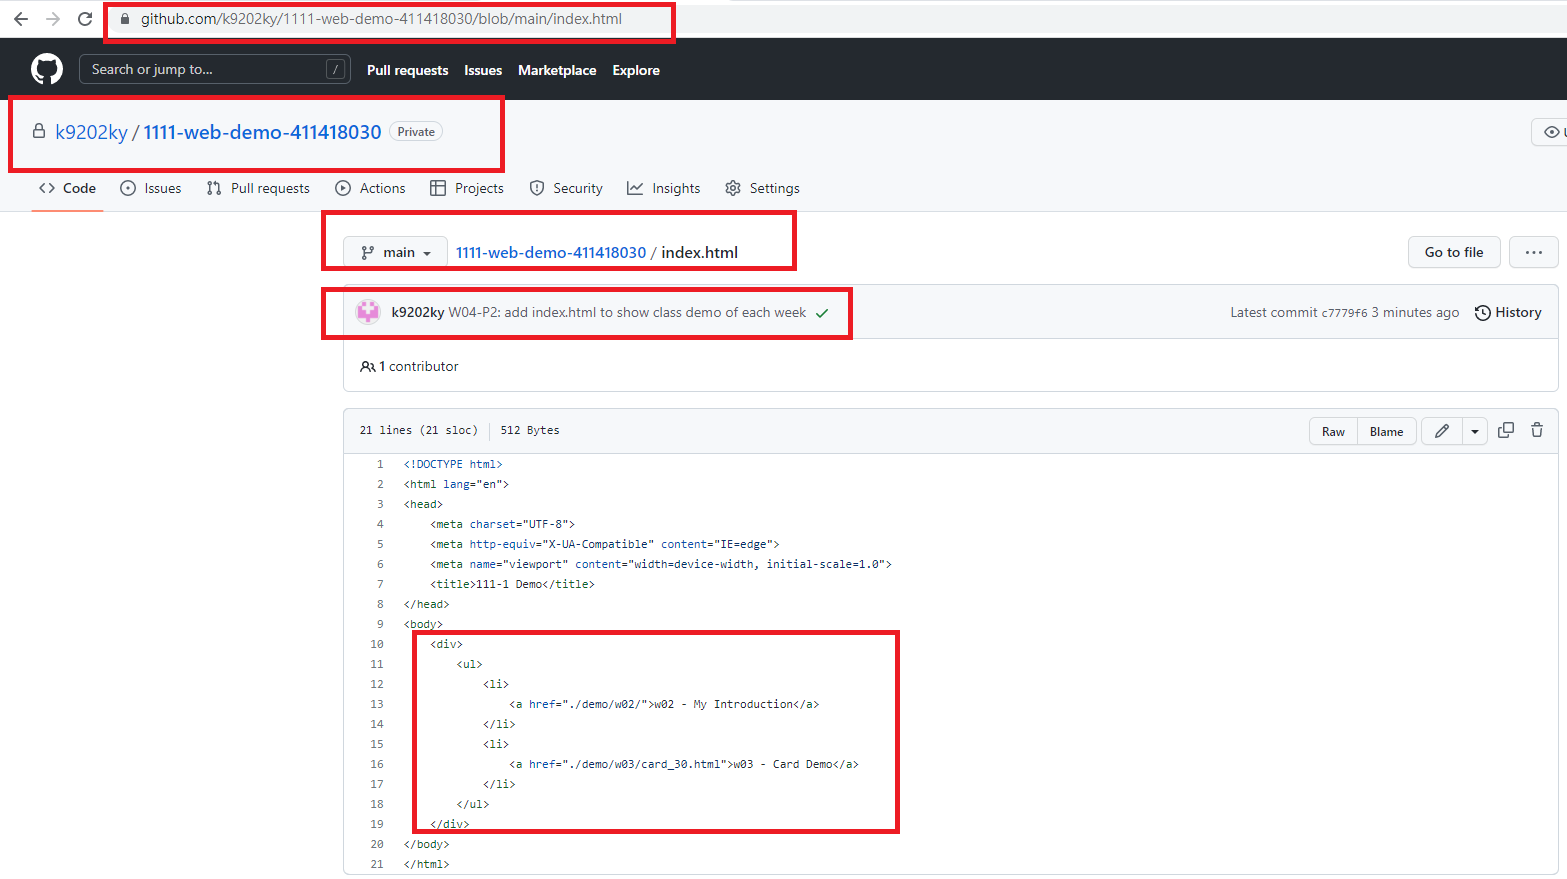 github.com/k9202ky/1111-web-demo-411418030/blob/main/index.html
Search or jump to... / Pull requests Issues Marketplace Explore
k9202ky / 1111-web-demo-411418030 Private
Code Issues Pull requests Actions Projects Security Insights Settings
main 1111-web-demo-411418030 / index.html Go to file ...
k9202ky W04-P2: add index.html to show class demo of each week Latest commit c7779f6 3 minutes ago History
1 contributor
21 lines (21 sloc) 512 Bytes Raw Blame
1 <!DOCTYPE html>
2 <html lang="en">
3 <head>
4 <meta charset="UTF-8">
5 <meta http-equiv="X-UA-Compatible" content="IE=edge">
6 <meta name="viewport" content="width=device-width, initial-scale=1.0">
7 <title>111-1 Demo</title>
8 </head>
9 <body>
10 <div>
11 <ul>
12 <li>
13 <a href="./demo/w02/">w02 - My Introduction</a>
14 </li>
15 <li>
16 <a href="./demo/w03/card_30.html">w03 - Card Demo</a>
17 </li>
18 </ul>
19 </div>
20 </body>
21 </html>